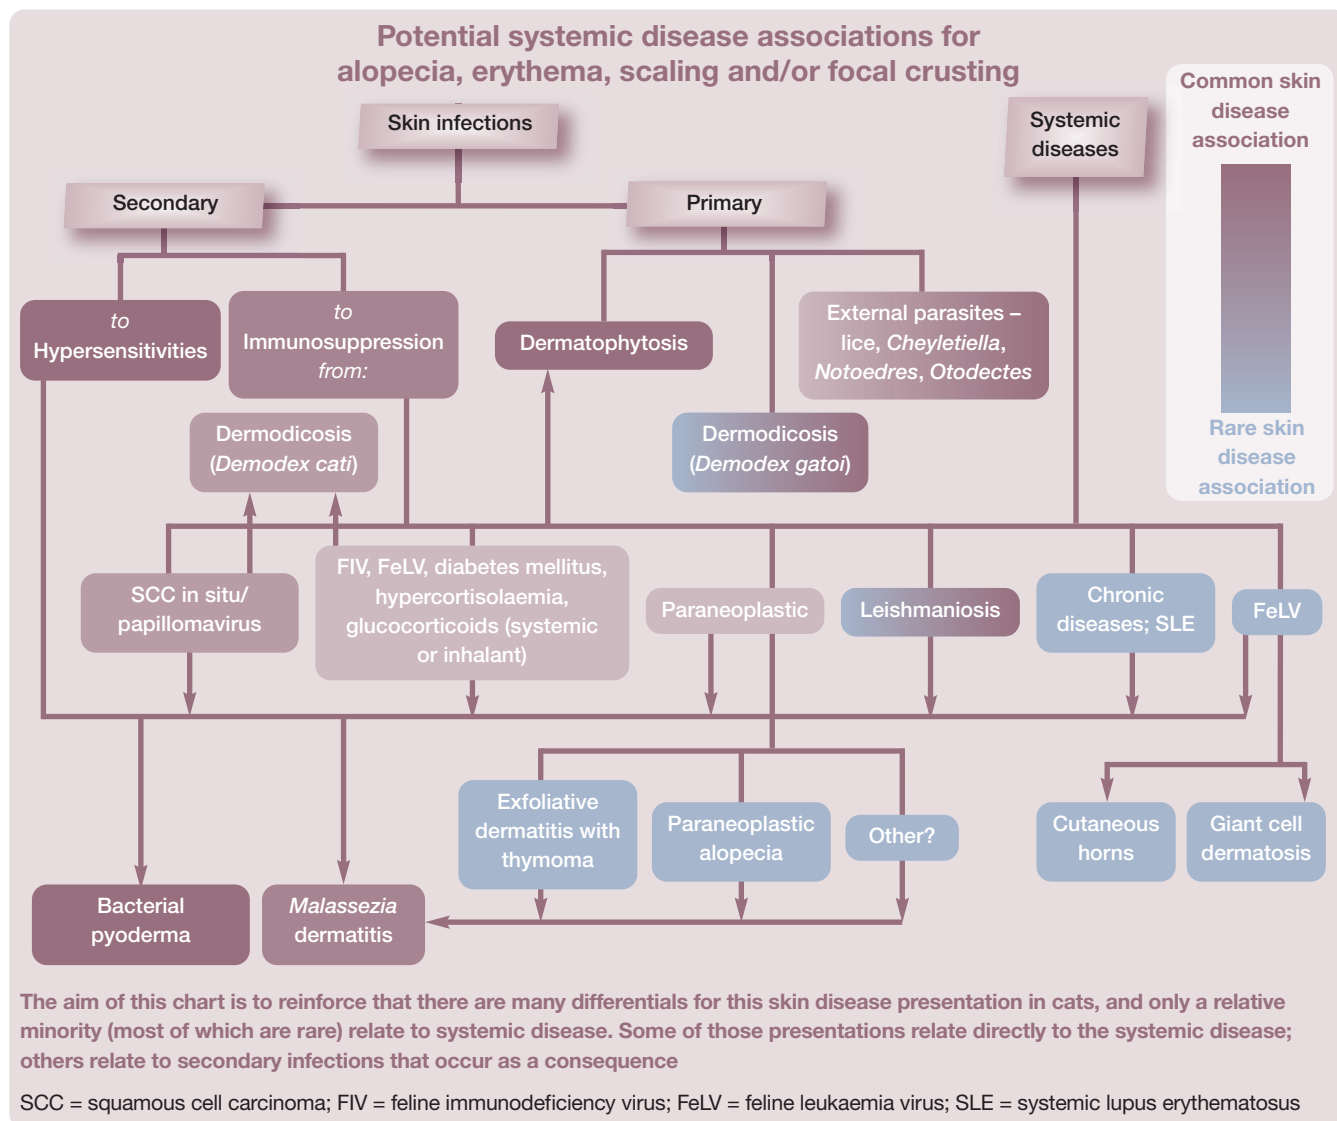 Potential systemic disease associations for
alopecia, erythema, scaling and/or focal crusting
Common skin
disease
association
Rare skin
disease
association
Skin infections
Systemic
diseases
Secondary
Primary
to
Hypersensitivities
to
Immunosuppression
from:
Dermatophytosis
External parasites –
lice, Cheyletiella,
Notoedres, Otodectes
Dermodicosis
(Demodex cati)
Dermodicosis
(Demodex gatoi)
SCC in situ/
papillomavirus
FIV, FeLV, diabetes mellitus,
hypercortisolaemia,
glucocorticoids (systemic
or inhalant)
Paraneoplastic
Leishmaniosis
Chronic
diseases; SLE
FeLV
Exfoliative
dermatitis with
thymoma
Paraneoplastic
alopecia
Other?
Cutaneous
horns
Giant cell
dermatosis
Bacterial
pyoderma
Malassezia
dermatitis
The aim of this chart is to reinforce that there are many differentials for this skin disease presentation in cats, and only a relative
minority (most of which are rare) relate to systemic disease. Some of those presentations relate directly to the systemic disease;
others relate to secondary infections that occur as a consequence
SCC = squamous cell carcinoma; FIV = feline immunodeficiency virus; FeLV = feline leukaemia virus; SLE = systemic lupus erythematosus